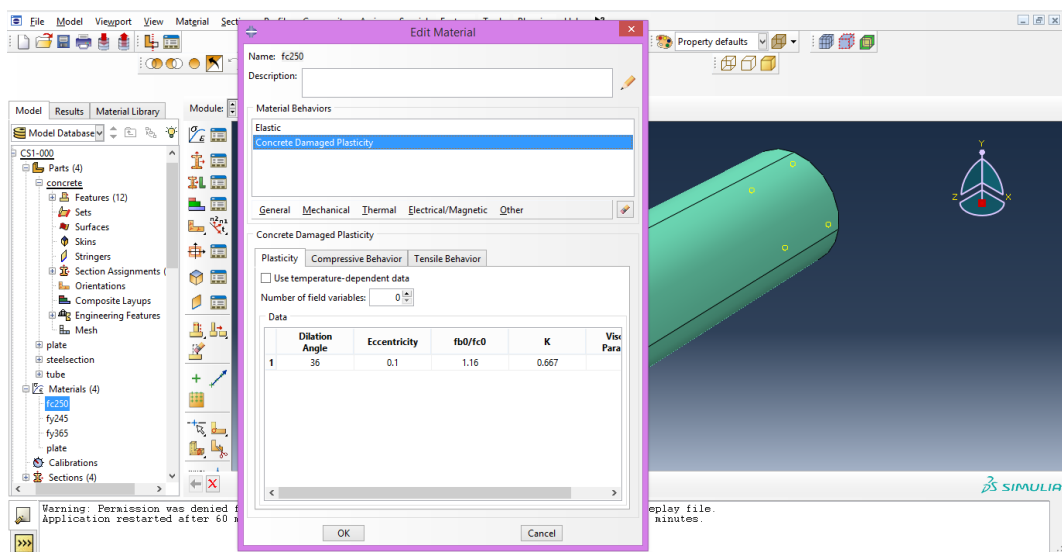 File Model Viewport View Material Sect
Edit Material
Property defaults
Name: fc250
Description:
Model Results Material Library
Module:
Material Behaviors
Model Database
Elastic
Concrete Damaged Plasticity
CS1-000
Parts (4)
concrete
Features (12)
Sets
Surfaces
Skins
Stringers
Section Assignments (
Orientations
Composite Layups
Engineering Features
Mesh
plate
steelsection
tube
Materials (4)
fc250
fy245
fy365
plate
Calibrations
Sections (4)
General Mechanical Thermal Electrical/Magnetic Other
Concrete Damaged Plasticity
Plasticity Compressive Behavior Tensile Behavior
Use temperature-dependent data
Number of field variables: 0
Data
Dilation Angle Eccentricity fb0/fc0 K Visc Para
1 36 0.1 1.16 0.667
OK Cancel
Y
Z X
SIMULIA
Warning: Permission was denied f
eplay file.
Application restarted after 60 m
minutes.
>>>